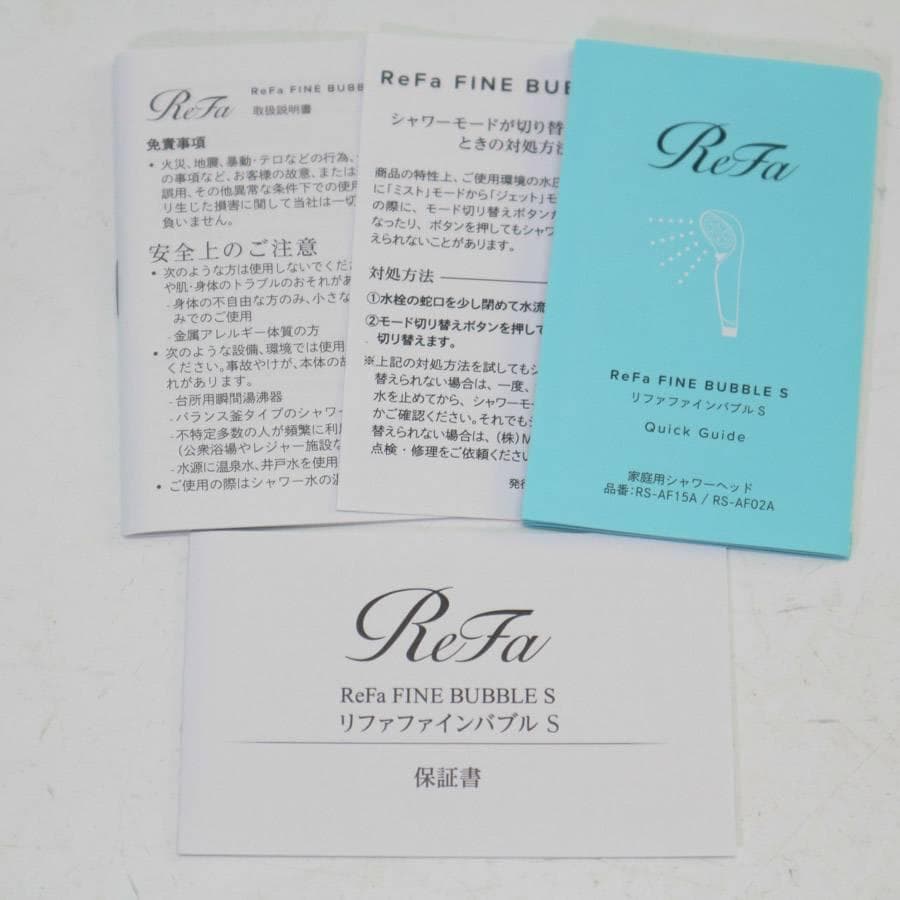 ReFa
ReFa FINE BUBB
取扱説明書
免責事項
• 火災、地震、暴動・テロなどの行為、
の事項など、お客様の故意、または
誤用、その他異常な条件下での使用
り生じた損害に関して当社は一切
負いません。
安全上のご注意
• 次のような方は使用しないでくだ
や肌・身体のトラブルのおそれがあ
- 身体の不自由な方のみ、小さな
みでのご使用
- 金属アレルギー体質の方
• 次のような設備、環境では使用
ください。事故やけが、本体の故
れがあります。
- 台所用瞬間湯沸器
- バランス釜タイプのシャワー
- 不特定多数の人が頻繁に利用
（公衆浴場やレジャー施設な
- 水源に温泉水、井戸水を使用
• ご使用の際はシャワー水の温
ReFa FINE BUB
シャワーモードが切り替
ときの対処方法
商品の特性上、ご使用環境の水圧
に「ミスト」モードから「ジェット」モ
の際に、モード切り替えボタンが
なったり、ボタンを押してもシャワ
えられないことがあります。
対処方法
①水栓の蛇口を少し閉めて水流
②モード切り替えボタンを押して
切り替えます。
※上記の対処方法を試してもシ
替えられない場合は、一度、
水を止めてから、シャワーモー
かご確認ください。それでもシ
替えられない場合は、（株）M
点検・修理をご依頼ください
発行
ReFa
ReFa FINE BUBBLE S
リファファインバブル S
Quick Guide
家庭用シャワーヘッド
品番：RS-AF15A / RS-AF02A
ReFa
ReFa FINE BUBBLE S
リファファインバブル S
保証書